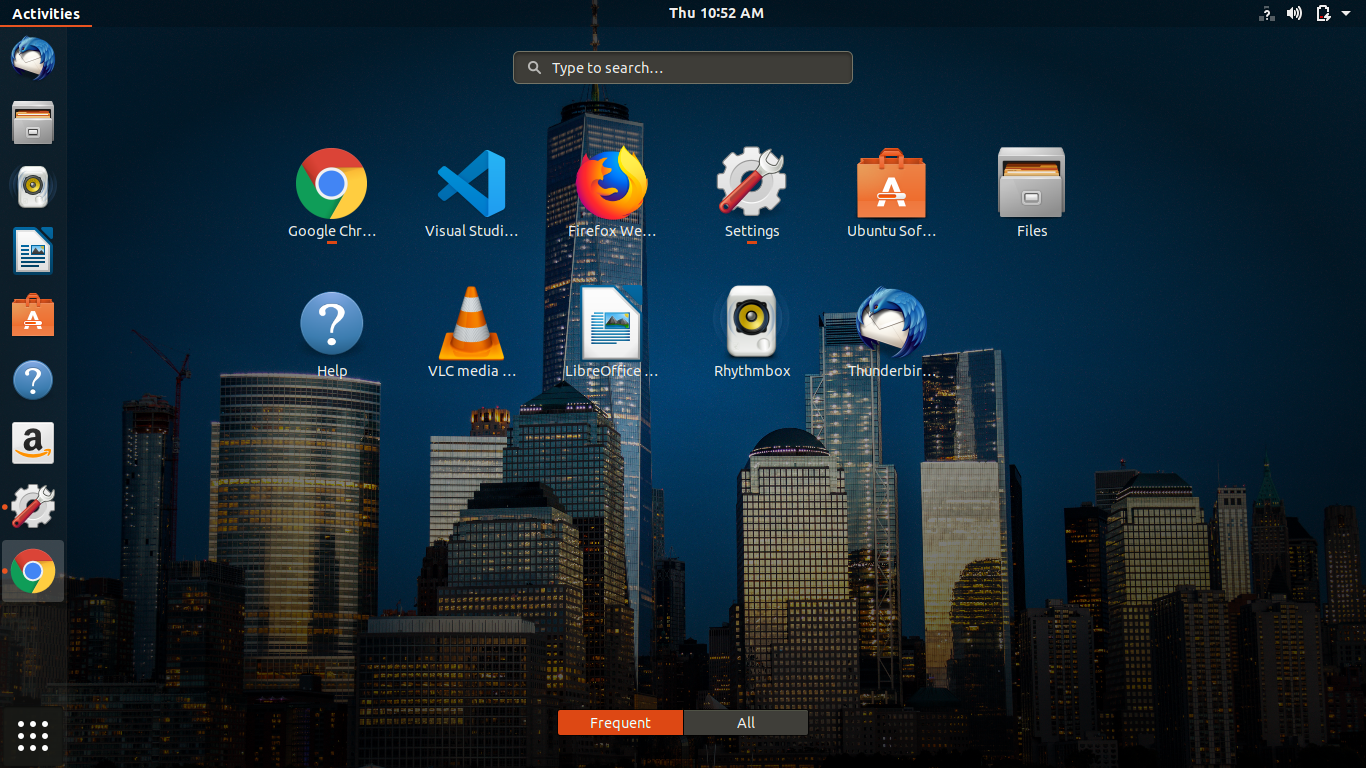 Activities
Thu 10:52 AM
Type to search...
Google Chr...
Visual Studi...
Firefox We...
Settings
Ubuntu Sof...
Files
Help
VLC media ...
LibreOffice ...
Rhythmbox
Thunderbir...
Frequent
All